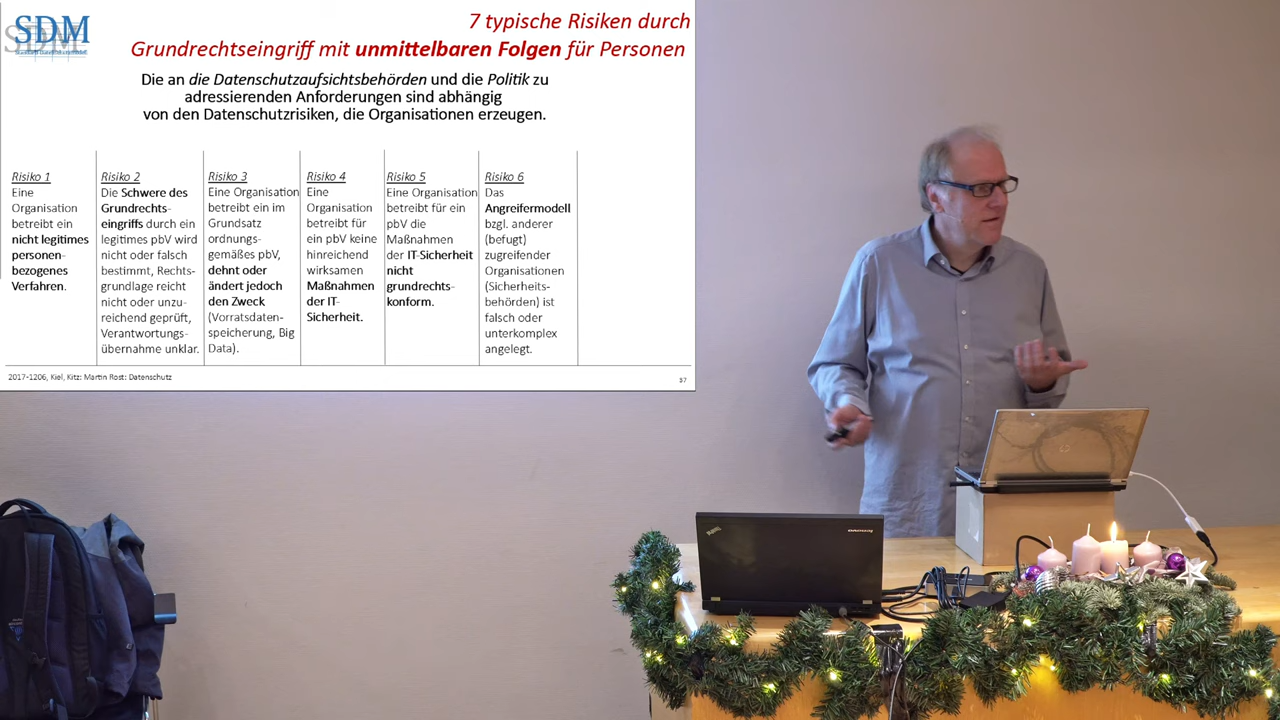 SDM
7 typische Risiken durch
Grundrechtseingriff mit unmittelbaren Folgen für Personen
Die an die Datenschutzaufsichtsbehörden und die Politik zu
adressierenden Anforderungen sind abhängig
von den Datenschutzrisiken, die Organisationen erzeugen.
Risiko 1
Eine
Organisation
betreibt ein
nicht legitimes
personen-
bezogenes
Verfahren.
Risiko 2
Die Schwere des
Grundrechts-
eingriffs durch ein
legitimes pbV wird
nicht oder falsch
bestimmt, Rechts-
grundlage reicht
nicht oder unzu-
reichend geprüft,
Verantwortungs-
übernahme unklar.
Risiko 3
Eine Organisation
betreibt ein im
Grundsatz
ordnungs-
gemäßes pbV,
dehnt oder
ändert jedoch
den Zweck
(Vorratsdaten-
speicherung, Big
Data).
Risiko 4
Eine
Organisation
betreibt für
ein pbV keine
hinreichend
wirksamen
Maßnahmen
der IT-
Sicherheit.
Risiko 5
Eine Organisation
betreibt für ein
pbV die
Maßnahmen
der IT-Sicherheit
nicht
grundrechts-
konform.
Risiko 6
Das
Angreifermodell
bzgl. anderer
(befugt)
zugreifender
Organisationen
(Sicherheits-
behörden) ist
falsch oder
unterkomplex
angelegt.
2017-1206, Kiel, Kitz: Martin Rost: Datenschutz
37
ThinkPad
lenovo
hp